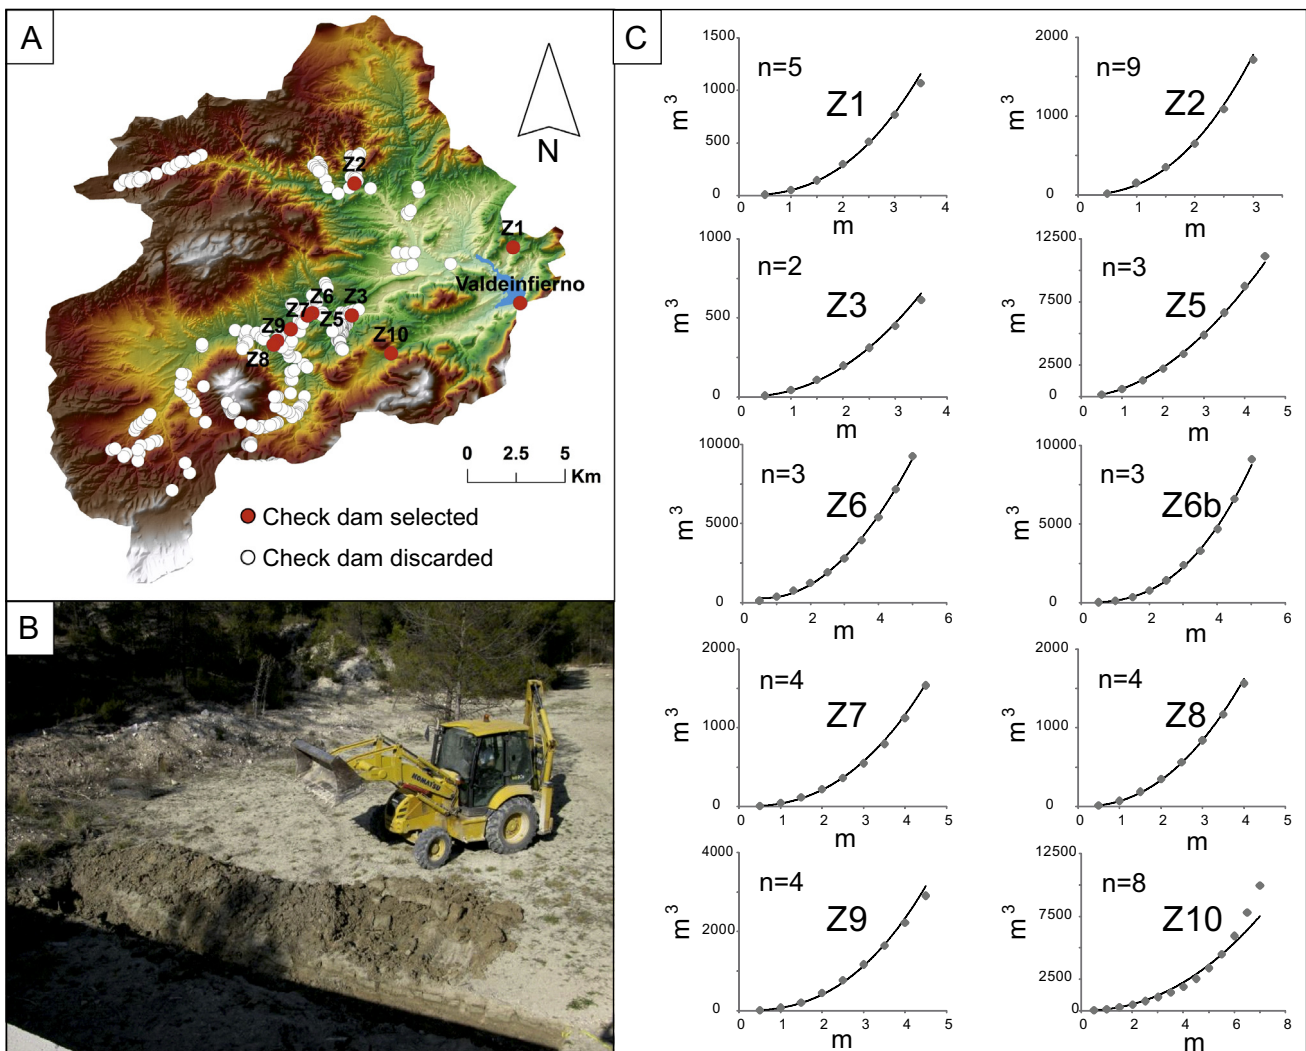 A
N
Z2
Z1
Valdeinfierno
Z6
Z7
Z3
Z5
Z9
Z10
Z8
0 2.5 5
Km
Check dam selected
Check dam discarded
B
KOMATSU
C
1500
1000
500
0
m3
n=5
Z1
0 1 2 3 4
m
2000
1000
0
m3
n=9
Z2
0 1 2 3
m
1000
500
0
m3
n=2
Z3
0 1 2 3 4
m
12500
7500
2500
0
m3
n=3
Z5
0 1 2 3 4 5
m
10000
5000
0
m3
n=3
Z6
0 1 2 3 4 5 6
m
10000
5000
0
m3
n=3
Z6b
0 2 4 6
m
2000
1000
0
m3
n=4
Z7
0 1 2 3 4 5
m
2000
1000
0
m3
n=4
Z8
0 1 2 3 4 5
m
4000
2000
0
m3
n=4
Z9
0 1 2 3 4 5
m
12500
7500
2500
0
m3
n=8
Z10
0 2 4 6 8
m